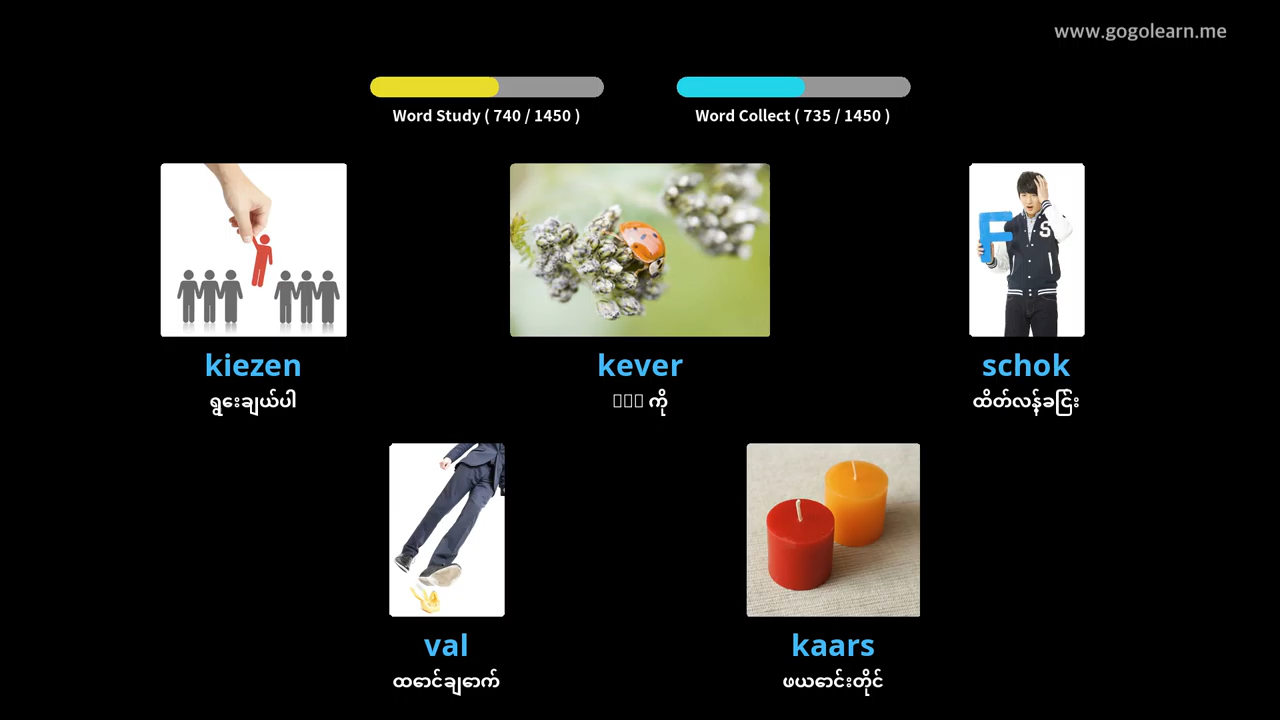 www.gogolearn.me
Word Study ( 740 / 1450 )
Word Collect ( 735 / 1450 )
F
S
kiezen
ရွေးချယ်ပါ
kever
ကို
schok
ထိတ်လန့်ခြင်း
val
ထောင်ချောက်
kaars
ဖယောင်းတိုင်